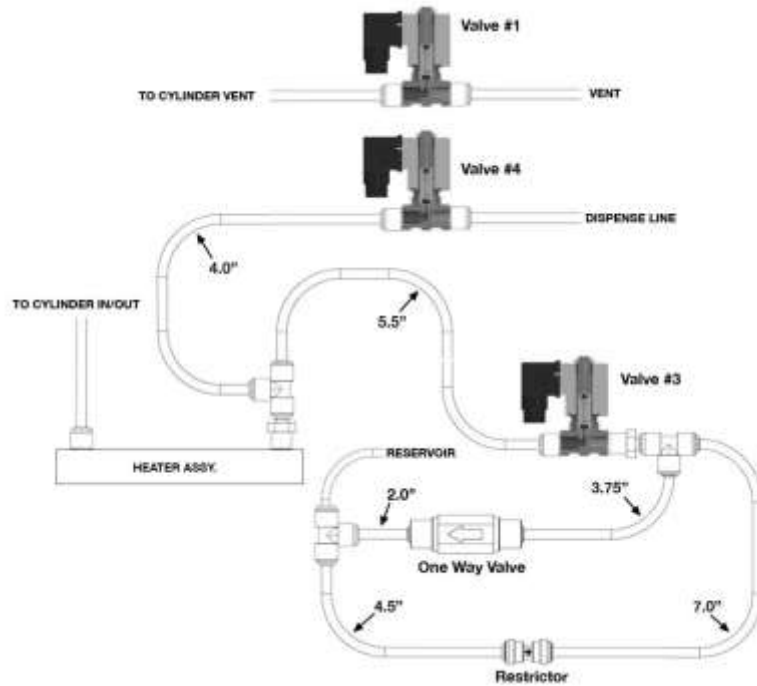 Valve #1
TO CYLINDER VENT
VENT
Valve #4
DISPENSE LINE
4.0"
TO CYLINDER IN/OUT
5.5"
Valve #3
HEATER ASSY.
RESERVOIR
2.0"
3.75"
One Way Valve
4.5"
7.0"
Restrictor